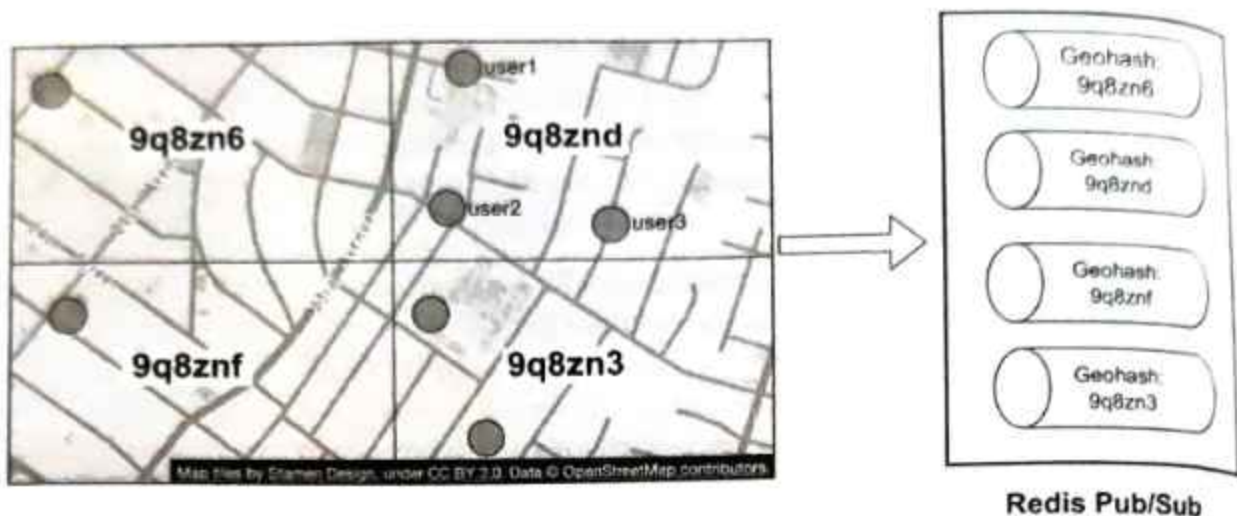 user1
9q8zn6
9q8znd
user2
user3
9q8znf
9q8zn3
Map tiles by Stamen Design, under CC BY 3.0. Data © OpenStreetMap contributors.
Geohash:
9q8zn6
Geohash:
9q8znd
Geohash:
9q8znf
Geohash:
9q8zn3
Redis Pub/Sub